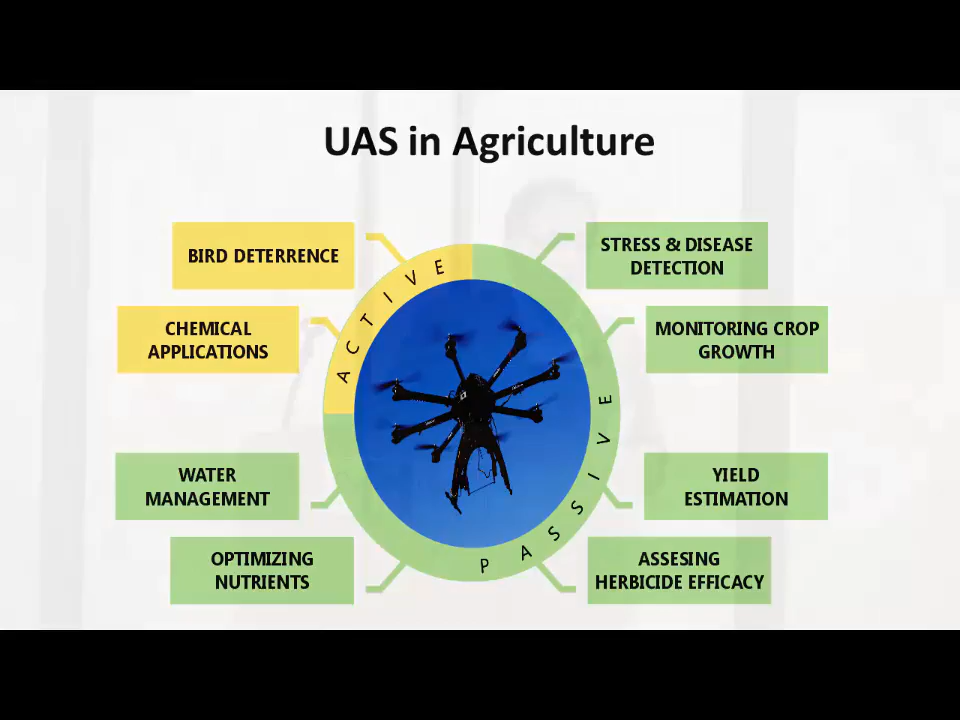 UAS in Agriculture
BIRD DETERRENCE
CHEMICAL
APPLICATIONS
WATER
MANAGEMENT
OPTIMIZING
NUTRIENTS
ACTIVE
PASSIVE
STRESS & DISEASE
DETECTION
MONITORING CROP
GROWTH
YIELD
ESTIMATION
ASSESING
HERBICIDE EFFICACY